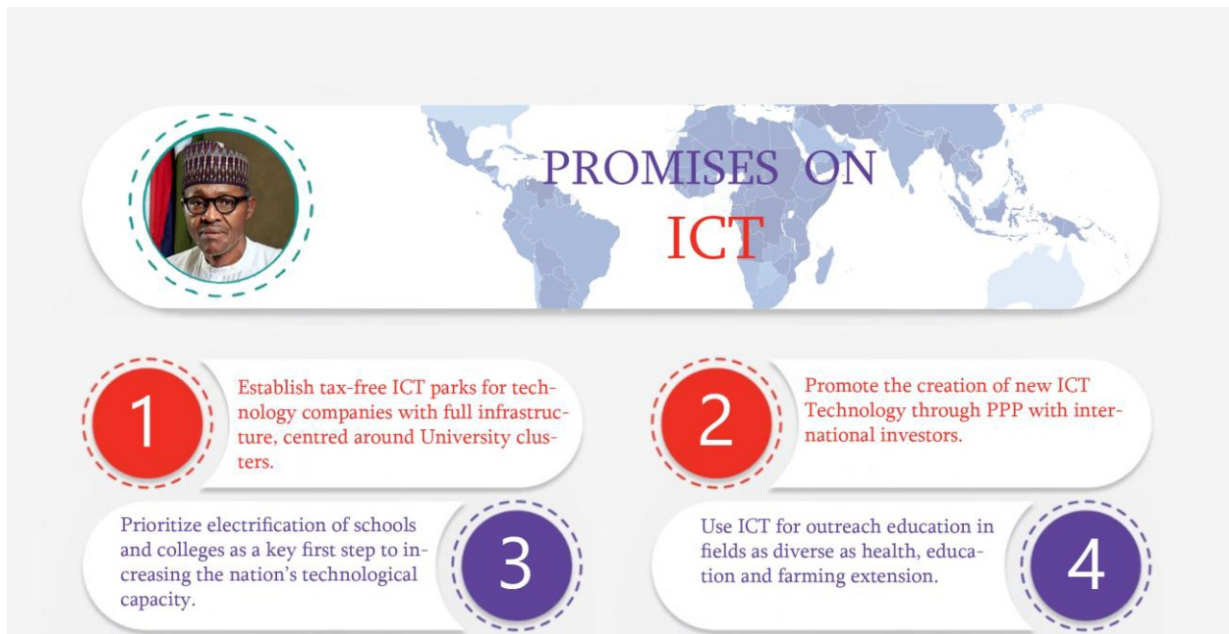 PROMISES ON
ICT
1
Establish tax-free ICT parks for tech-
nology companies with full infrastruc-
ture, centred around University clus-
ters.
2
Promote the creation of new ICT
Technology through PPP with inter-
national investors.
Prioritize electrification of schools
and colleges as a key first step to in-
creasing the nation's technological
capacity.
3
Use ICT for outreach education in
fields as diverse as health, educa-
tion and farming extension.
4